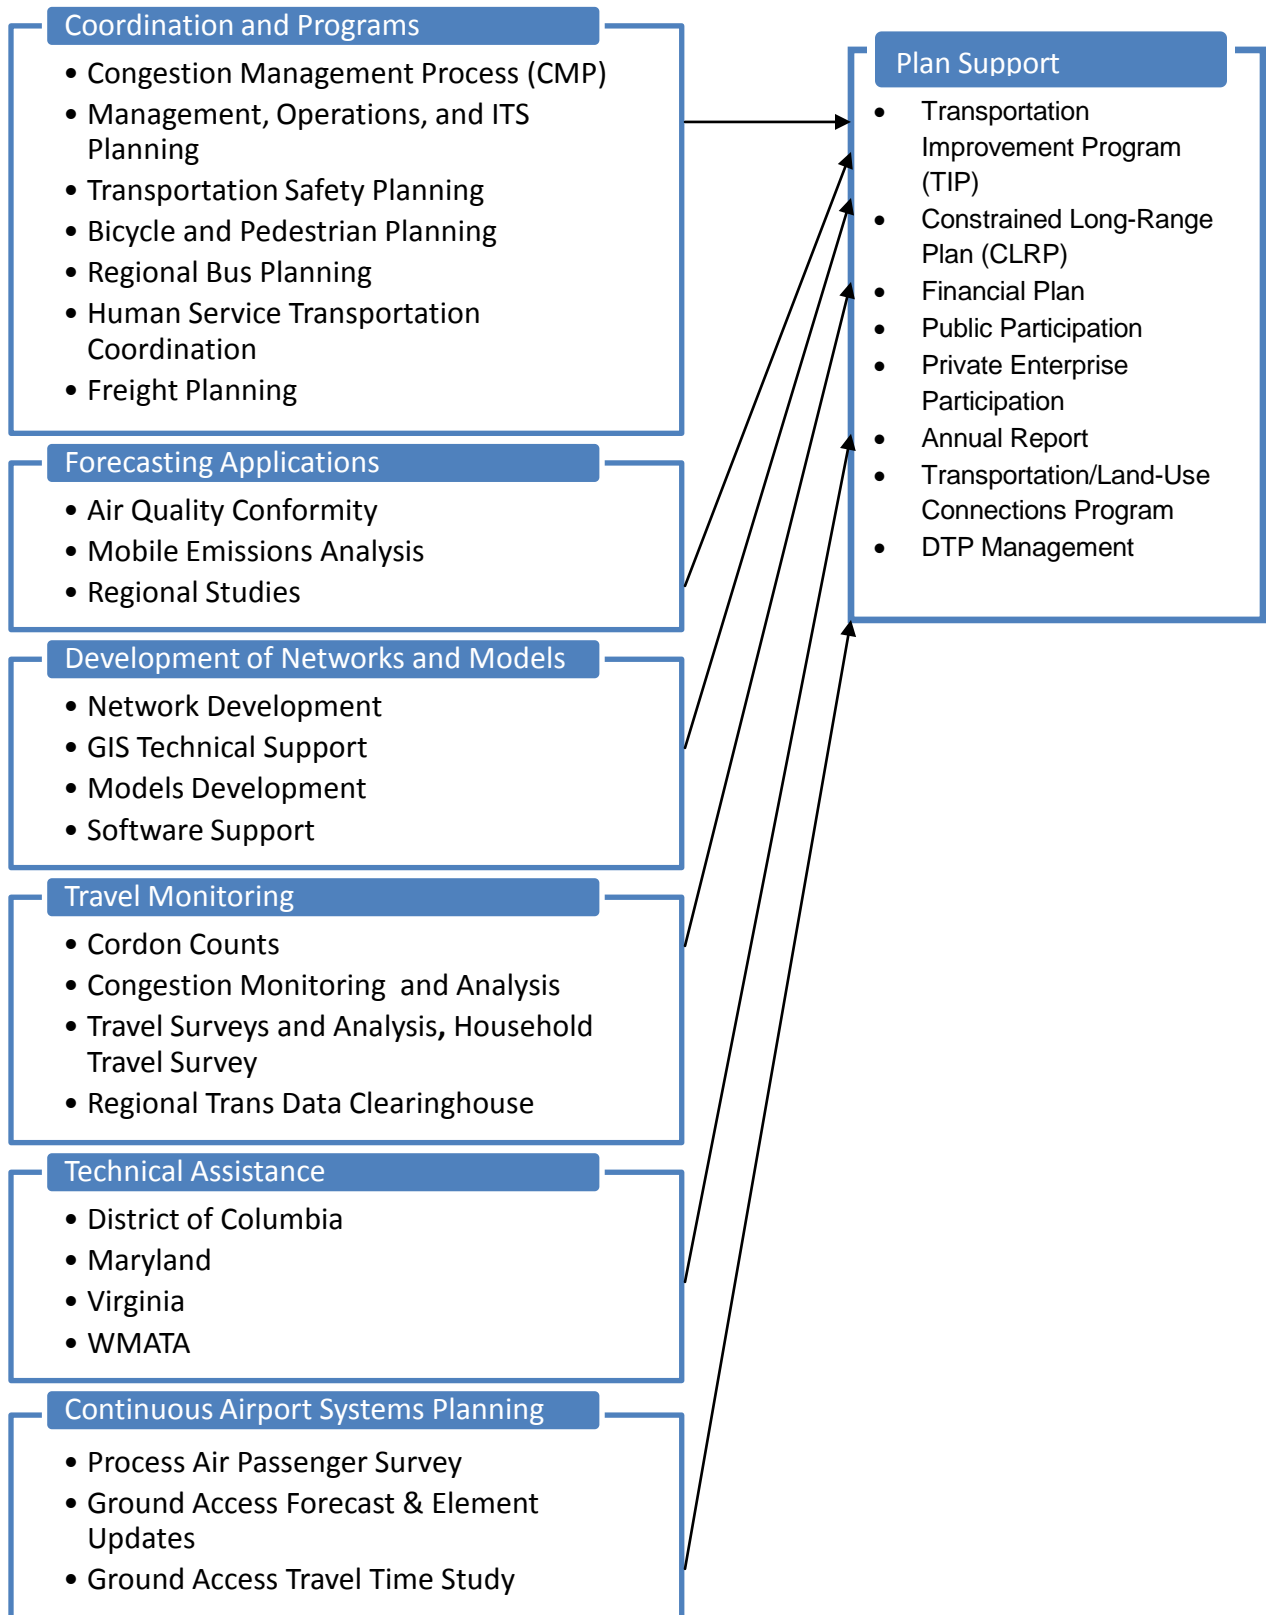 Coordination and Programs
• Congestion Management Process (CMP)
• Management, Operations, and ITS
Planning
• Transportation Safety Planning
• Bicycle and Pedestrian Planning
• Regional Bus Planning
• Human Service Transportation
Coordination
• Freight Planning
Forecasting Applications
• Air Quality Conformity
• Mobile Emissions Analysis
• Regional Studies
Development of Networks and Models
• Network Development
• GIS Technical Support
• Models Development
• Software Support
Travel Monitoring
• Cordon Counts
• Congestion Monitoring  and Analysis
• Travel Surveys and Analysis, Household
Travel Survey
• Regional Trans Data Clearinghouse
Technical Assistance
• District of Columbia
• Maryland
• Virginia
• WMATA
Continuous Airport Systems Planning
• Process Air Passenger Survey
• Ground Access Forecast & Element
Updates
• Ground Access Travel Time Study
Plan Support
• Transportation
Improvement Program
(TIP)
• Constrained Long-Range
Plan (CLRP)
• Financial Plan
• Public Participation
• Private Enterprise
Participation
• Annual Report
• Transportation/Land-Use
Connections Program
• DTP Management